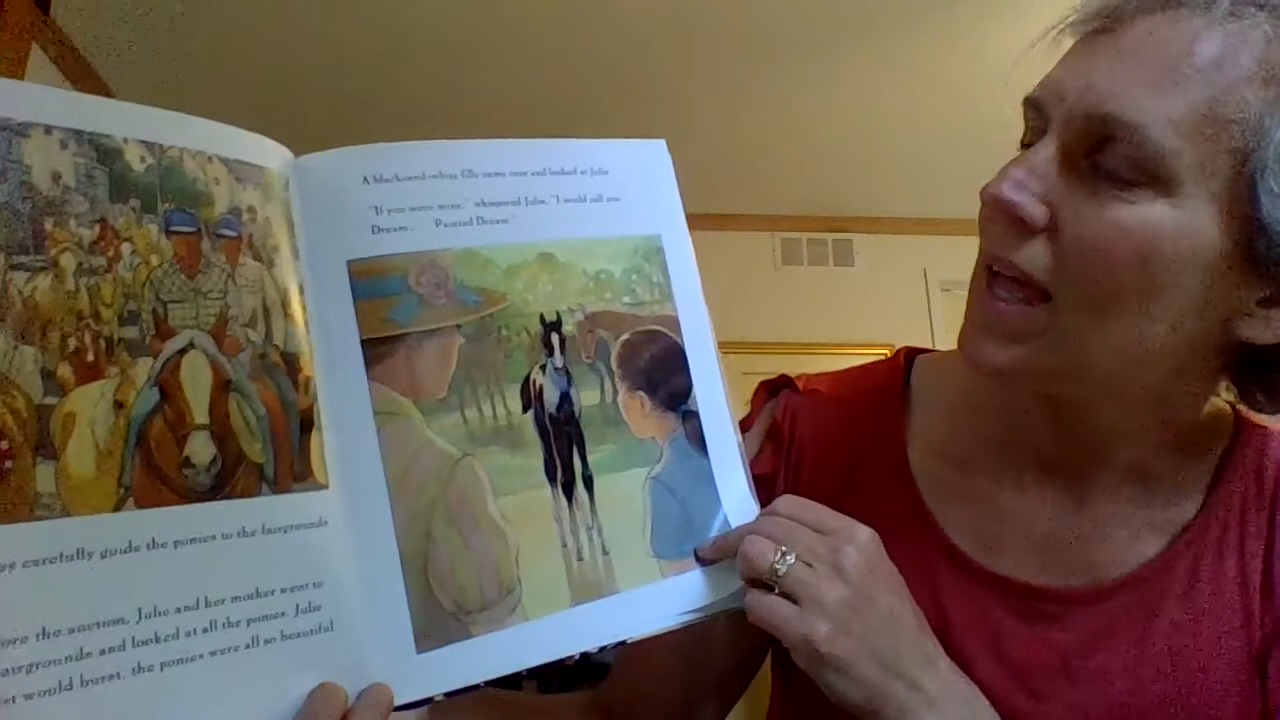 carefully guide the ponies to the fairgrounds
the auction, Julie and her mother went to
fairgrounds and looked at all the ponies. Julie
would burst, the ponies were all so beautiful
A black-and-white filly came over and looked at Julie
"If you were mine," whispered Julie, "I would call you
Dream. Painted Dream."